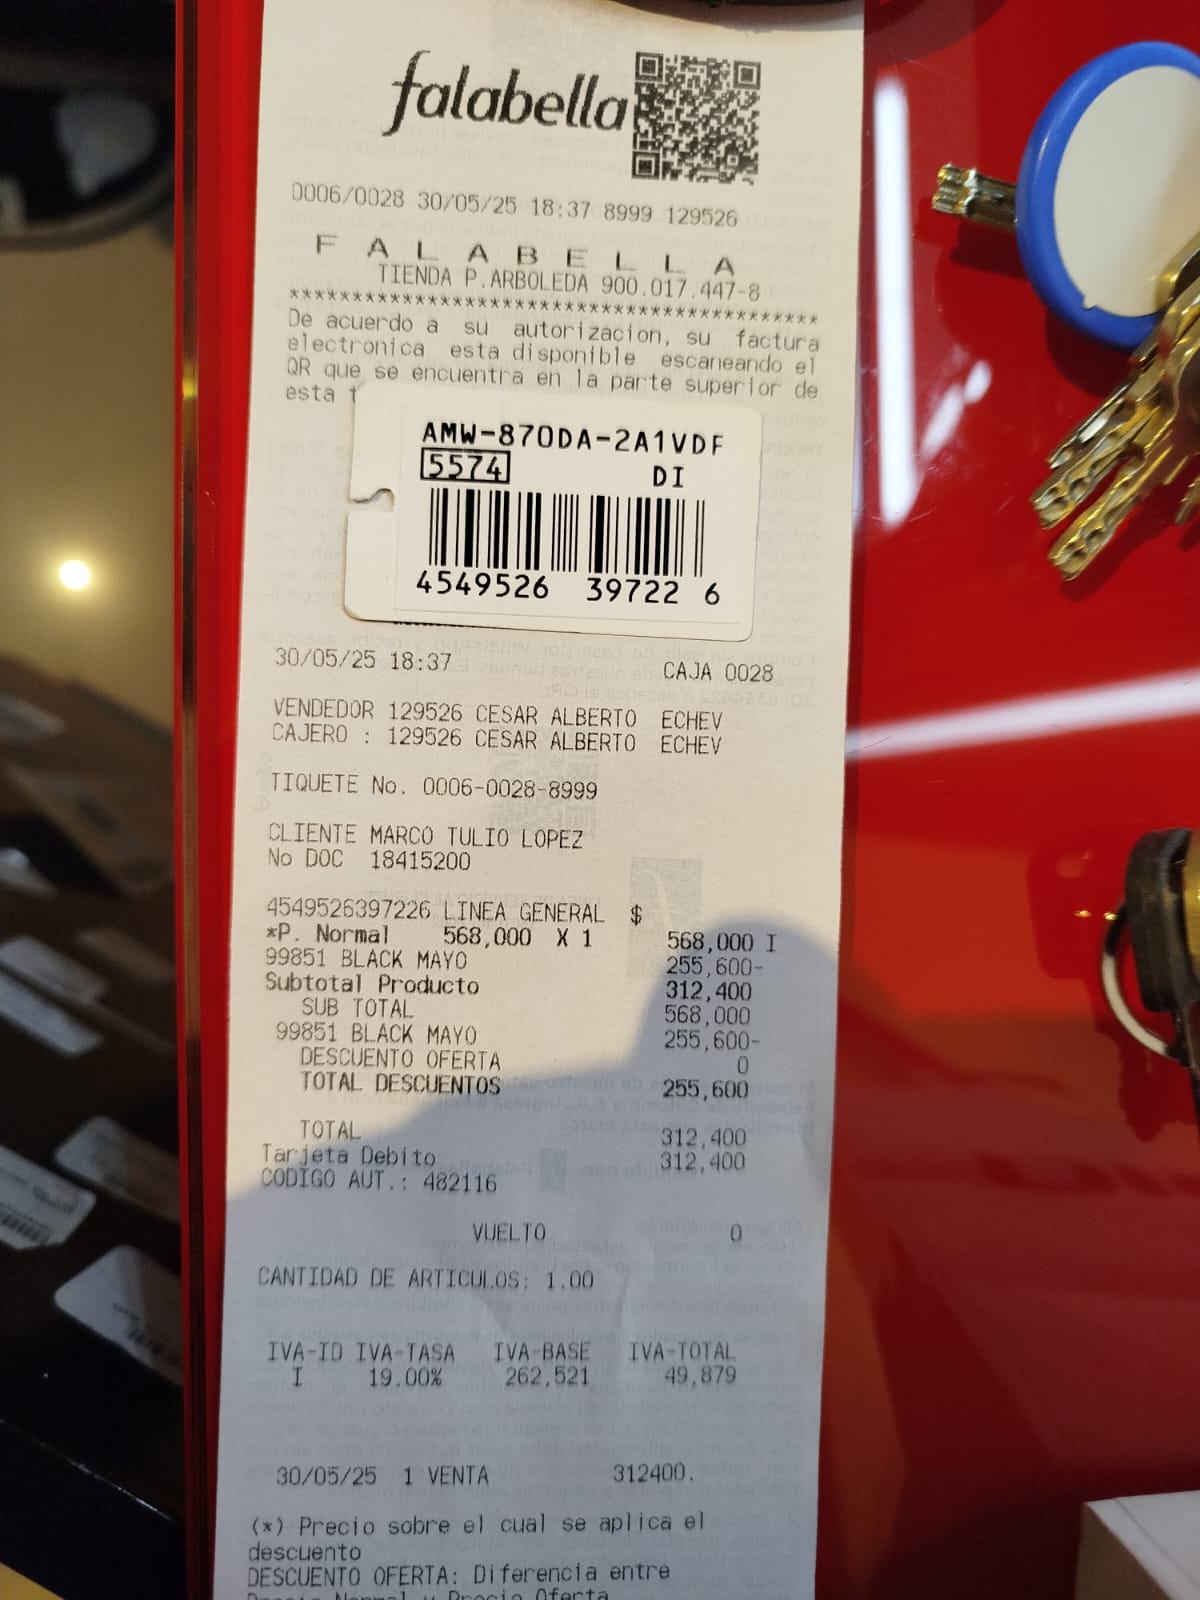 falabella
0006/0028 30/05/25 18:37 8999 129526
F A L A B E L L A
TIENDA P.ARBOLEDA 900.017.447-8
******************************************
De acuerdo a su autorizacion, su factura
electronica esta disponible escaneando el
QR que se encuentra en la parte superior de
esta
AMW-870DA-2A1VDF
5574 DI
4549526 39722 6
30/05/25 18:37 CAJA 0028
VENDEDOR 129526 CESAR ALBERTO ECHEV
CAJERO : 129526 CESAR ALBERTO ECHEV
TIQUETE No. 0006-0028-8999
CLIENTE MARCO TULIO LOPEZ
No DOC 18415200
4549526397226 LINEA GENERAL $
*P. Normal 568,000 X 1 568,000 I
99851 BLACK MAYO 255,600-
Subtotal Producto 312,400
SUB TOTAL 568,000
99851 BLACK MAYO 255,600-
DESCUENTO OFERTA 0
TOTAL DESCUENTOS 255,600
TOTAL 312,400
Tarjeta Debito 312,400
CODIGO AUT.: 482116
VUELTO 0
CANTIDAD DE ARTICULOS: 1.00
IVA-ID IVA-TASA IVA-BASE IVA-TOTAL
I 19.00% 262,521 49,879
30/05/25 1 VENTA 312400.
(*) Precio sobre el cual se aplica el
descuento
DESCUENTO OFERTA: Diferencia entre
Precio Normal y Precio Oferta